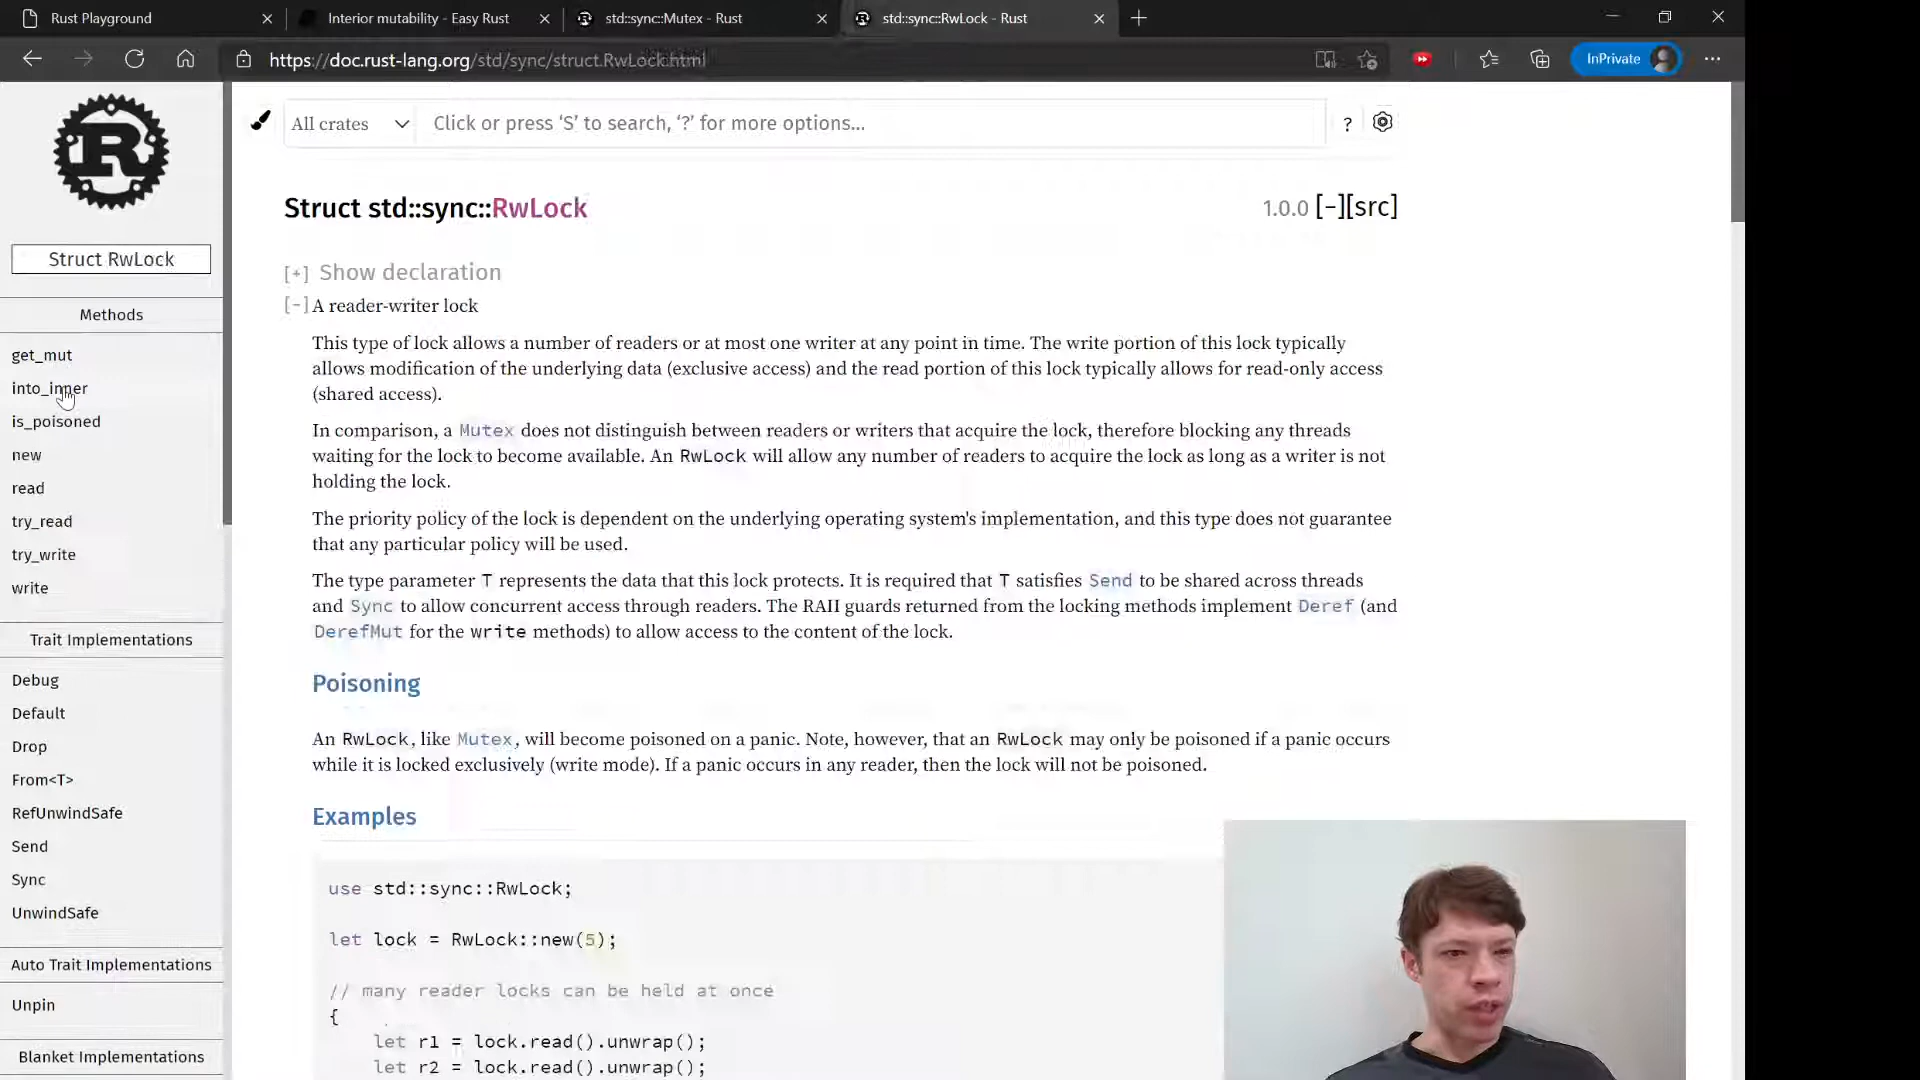 Rust Playground
Interior mutability - Easy Rust
std::sync::Mutex - Rust
std::sync::RwLock - Rust
https://doc.rust-lang.org/std/sync/struct.RwLock.html
InPrivate
All crates
Click or press ‘S’ to search, ‘?’ for more options...
?
Struct RwLock
Methods
get_mut
into_inner
is_poisoned
new
read
try_read
try_write
write
Trait Implementations
Debug
Default
Drop
From<T>
RefUnwindSafe
Send
Sync
UnwindSafe
Auto Trait Implementations
Unpin
Blanket Implementations
Struct std::sync::RwLock
1.0.0 [-][src]
[+] Show declaration
[-] A reader-writer lock
This type of lock allows a number of readers or at most one writer at any point in time. The write portion of this lock typically
allows modification of the underlying data (exclusive access) and the read portion of this lock typically allows for read-only access
(shared access).
In comparison, a Mutex does not distinguish between readers or writers that acquire the lock, therefore blocking any threads
waiting for the lock to become available. An RwLock will allow any number of readers to acquire the lock as long as a writer is not
holding the lock.
The priority policy of the lock is dependent on the underlying operating system's implementation, and this type does not guarantee
that any particular policy will be used.
The type parameter T represents the data that this lock protects. It is required that T satisfies Send to be shared across threads
and Sync to allow concurrent access through readers. The RAII guards returned from the locking methods implement Deref (and
DerefMut for the write methods) to allow access to the content of the lock.
Poisoning
An RwLock, like Mutex, will become poisoned on a panic. Note, however, that an RwLock may only be poisoned if a panic occurs
while it is locked exclusively (write mode). If a panic occurs in any reader, then the lock will not be poisoned.
Examples
use std::sync::RwLock;
let lock = RwLock::new(5);
// many reader locks can be held at once
{
let r1 = lock.read().unwrap();
let r2 = lock.read().unwrap();